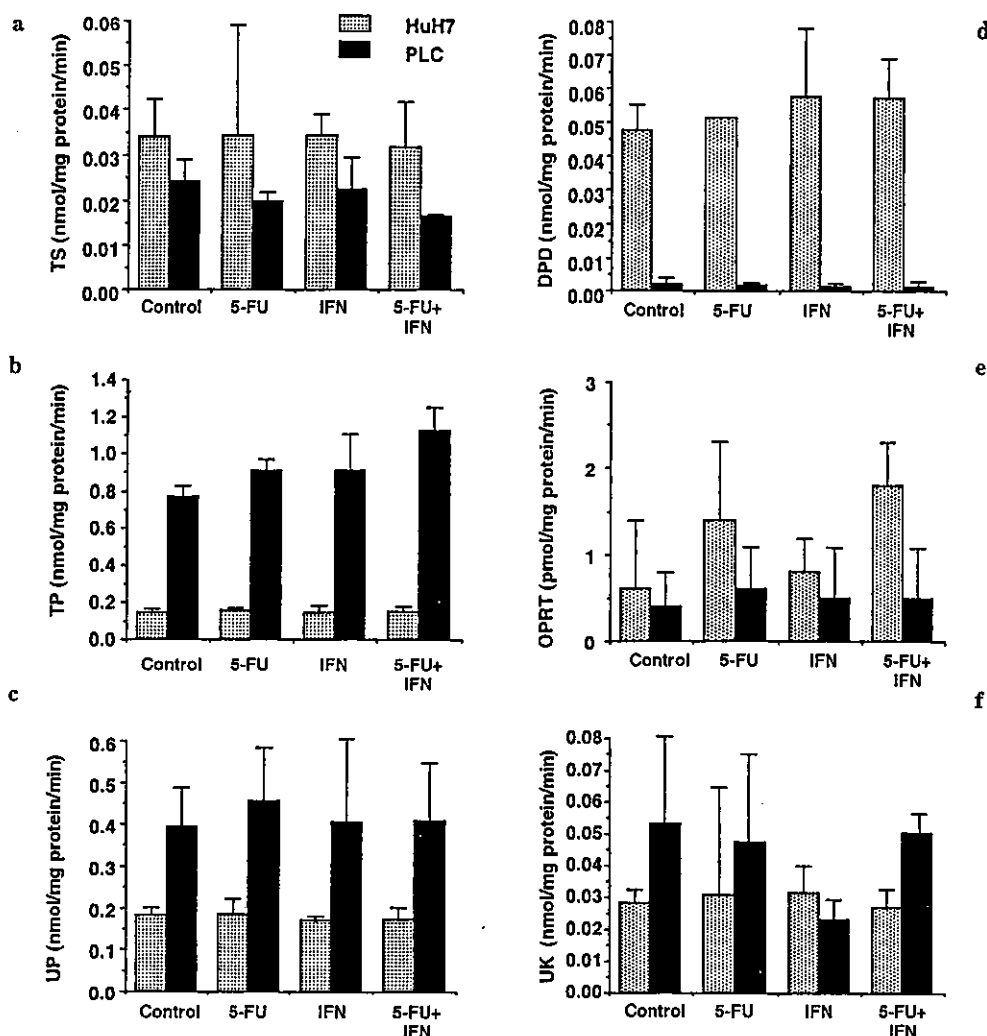 a
TS (nmol/mg protein/min)
0.06
0.05
0.04
0.03
0.02
0.01
0.00
HuH7
PLC
Control
5-FU
IFN
5-FU+
IFN
d
DPD (nmol/mg protein/min)
0.08
0.07
0.06
0.05
0.04
0.03
0.02
0.01
0.00
Control
5-FU
IFN
5-FU+
IFN
b
TP (nmol/mg protein/min)
1.4
1.2
1.0
0.8
0.6
0.4
0.2
0.0
Control
5-FU
IFN
5-FU+
IFN
e
OPRT (pmol/mg protein/min)
3
2
1
0
Control
5-FU
IFN
5-FU+
IFN
c
UP (nmol/mg protein/min)
0.6
0.5
0.4
0.3
0.2
0.1
0.0
Control
5-FU
IFN
5-FU+
IFN
f
UK (nmol/mg protein/min)
0.08
0.07
0.06
0.05
0.04
0.03
0.02
0.01
0.00
Control
5-FU
IFN
5-FU+
IFN